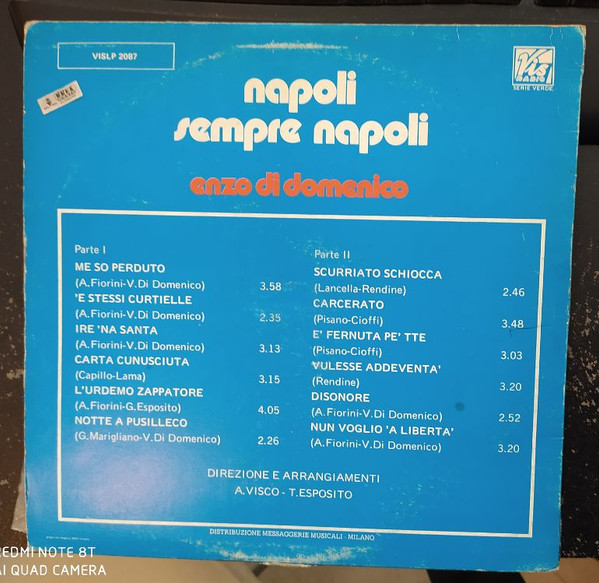 VISLP 2087
Vis
RADIO
SERIE VERDE
napoli
sempre napoli
enzo di domenico
Parte I
ME SO PERDUTO
(A.Fiorini-V.Di Domenico) 3.58
'E STESSI CURTIELLE
(A.Fiorini-V.Di Domenico) 2.35
IRE 'NA SANTA
(A.Fiorini-V.Di Domenico) 3.13
CARTA CUNUSCIUTA
(Capillo-Lama) 3.15
L'URDEMO ZAPPATORE
(A.Fiorini-G.Esposito) 4.05
NOTTE A PUSILLECO
(G.Marigliano-V.Di Domenico) 2.26
Parte II
SCURRIATO SCHIOCCA
(Lancella-Rendine) 2.46
CARCERATO
(Pisano-Cioffi) 3.48
E' FERNUTA PE' TTE
(Pisano-Cioffi) 3.03
VULESSE ADDEVENTA'
(Rendine) 3.20
DISONORE
(A.Fiorini-V.Di Domenico) 2.52
NUN VOGLIO 'A LIBERTA'
(A.Fiorini-V.Di Domenico) 3.20
DIREZIONE E ARRANGIAMENTI
A.VISCO - T.ESPOSITO
DISTRIBUZIONE MESSAGGERIE MUSICALI - MILANO
REDMI NOTE 8T
AI QUAD CAMERA